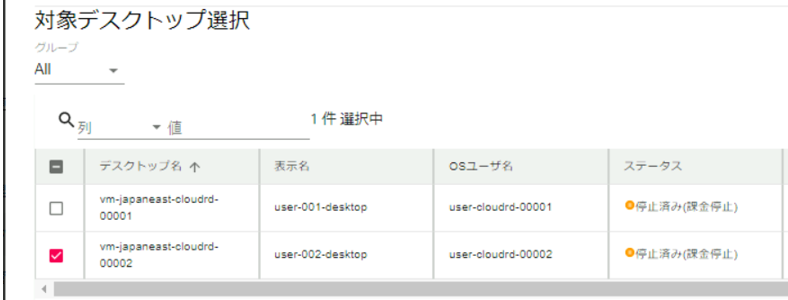 対象デスクトップ選択
グループ
All
列 値 1 件 選択中
デスクトップ名 ↑ 表示名 OSユーザ名 ステータス
vm-japaneast-cloudrd-
00001 user-001-desktop user-cloudrd-00001 停止済み(課金停止)
vm-japaneast-cloudrd-
00002 user-002-desktop user-cloudrd-00002 停止済み(課金停止)